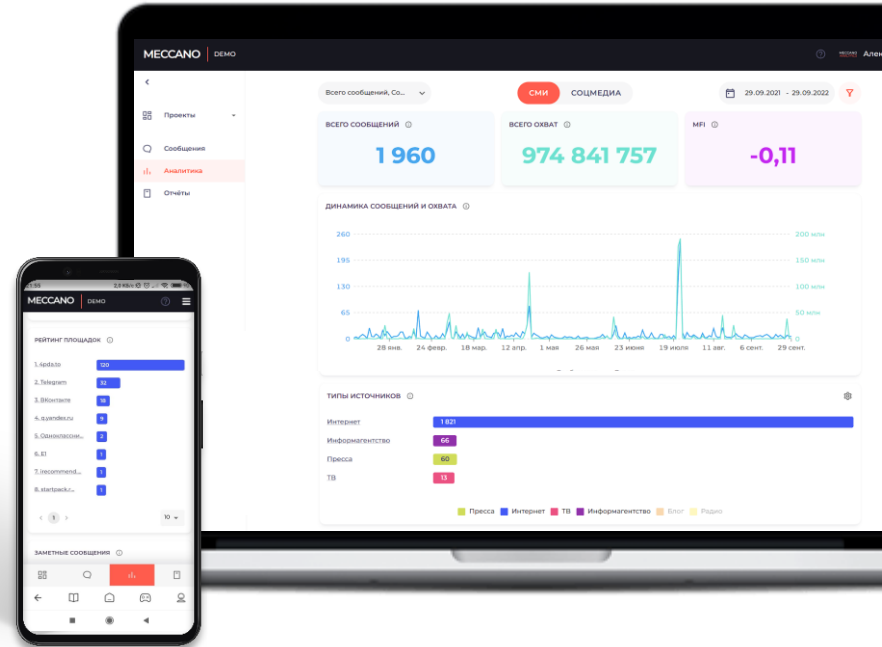 MECCANO DEMO
Алек
Всего сообщений, Со...
СМИ СОЦМЕДИА
29.09.2021 - 29.09.2022
Проекты
Сообщения
Аналитика
Отчёты
ВСЕГО СООБЩЕНИЙ
1 960
ВСЕГО ОХВАТ
974 841 757
MFI
-0,11
ДИНАМИКА СООБЩЕНИЙ И ОХВАТА
260 200 млн
195 150 млн
130 100 млн
65 50 млн
0 0
28 янв. 24 февр. 18 мар. 12 апр. 1 мая 26 мая 23 июня 19 июля 11 авг. 6 сент. 29 сент.
ТИПЫ ИСТОЧНИКОВ
Интернет 1 821
Информагентство 66
Пресса 60
ТВ 13
Пресса Интернет ТВ Информагентство Блог Радио
MECCANO DEMO
РЕЙТИНГ ПЛОЩАДОК
1. 4pda.to 120
2. Telegram 32
3. ВКонтакте 18
4. q.yandex.ru 9
5. Одноклассни... 2
6. E1 1
7. irecommend... 1
8. startpack.r... 1
1 10
ЗАМЕТНЫЕ СООБЩЕНИЯ